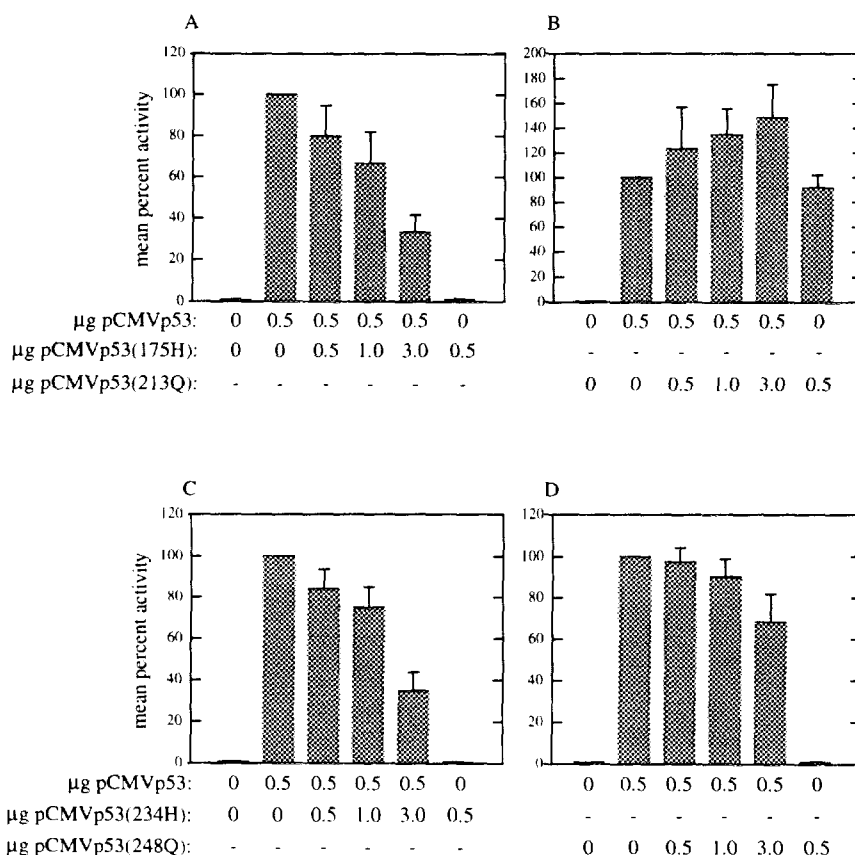 A
B
mean percent activity
120
100
80
60
40
20
0
200
180
160
140
120
100
80
60
40
20
0
µg pCMVp53: 0 0.5 0.5 0.5 0.5 0 0 0.5 0.5 0.5 0.5 0
µg pCMVp53(175H): 0 0 0.5 1.0 3.0 0.5 - - - - - -
µg pCMVp53(213Q): - - - - - - 0 0 0.5 1.0 3.0 0.5
C
D
mean percent activity
120
100
80
60
40
20
0
120
100
80
60
40
20
0
µg pCMVp53: 0 0.5 0.5 0.5 0.5 0 0 0.5 0.5 0.5 0.5 0
µg pCMVp53(234H): 0 0 0.5 1.0 3.0 0.5 - - - - - -
µg pCMVp53(248Q): - - - - - - 0 0 0.5 1.0 3.0 0.5